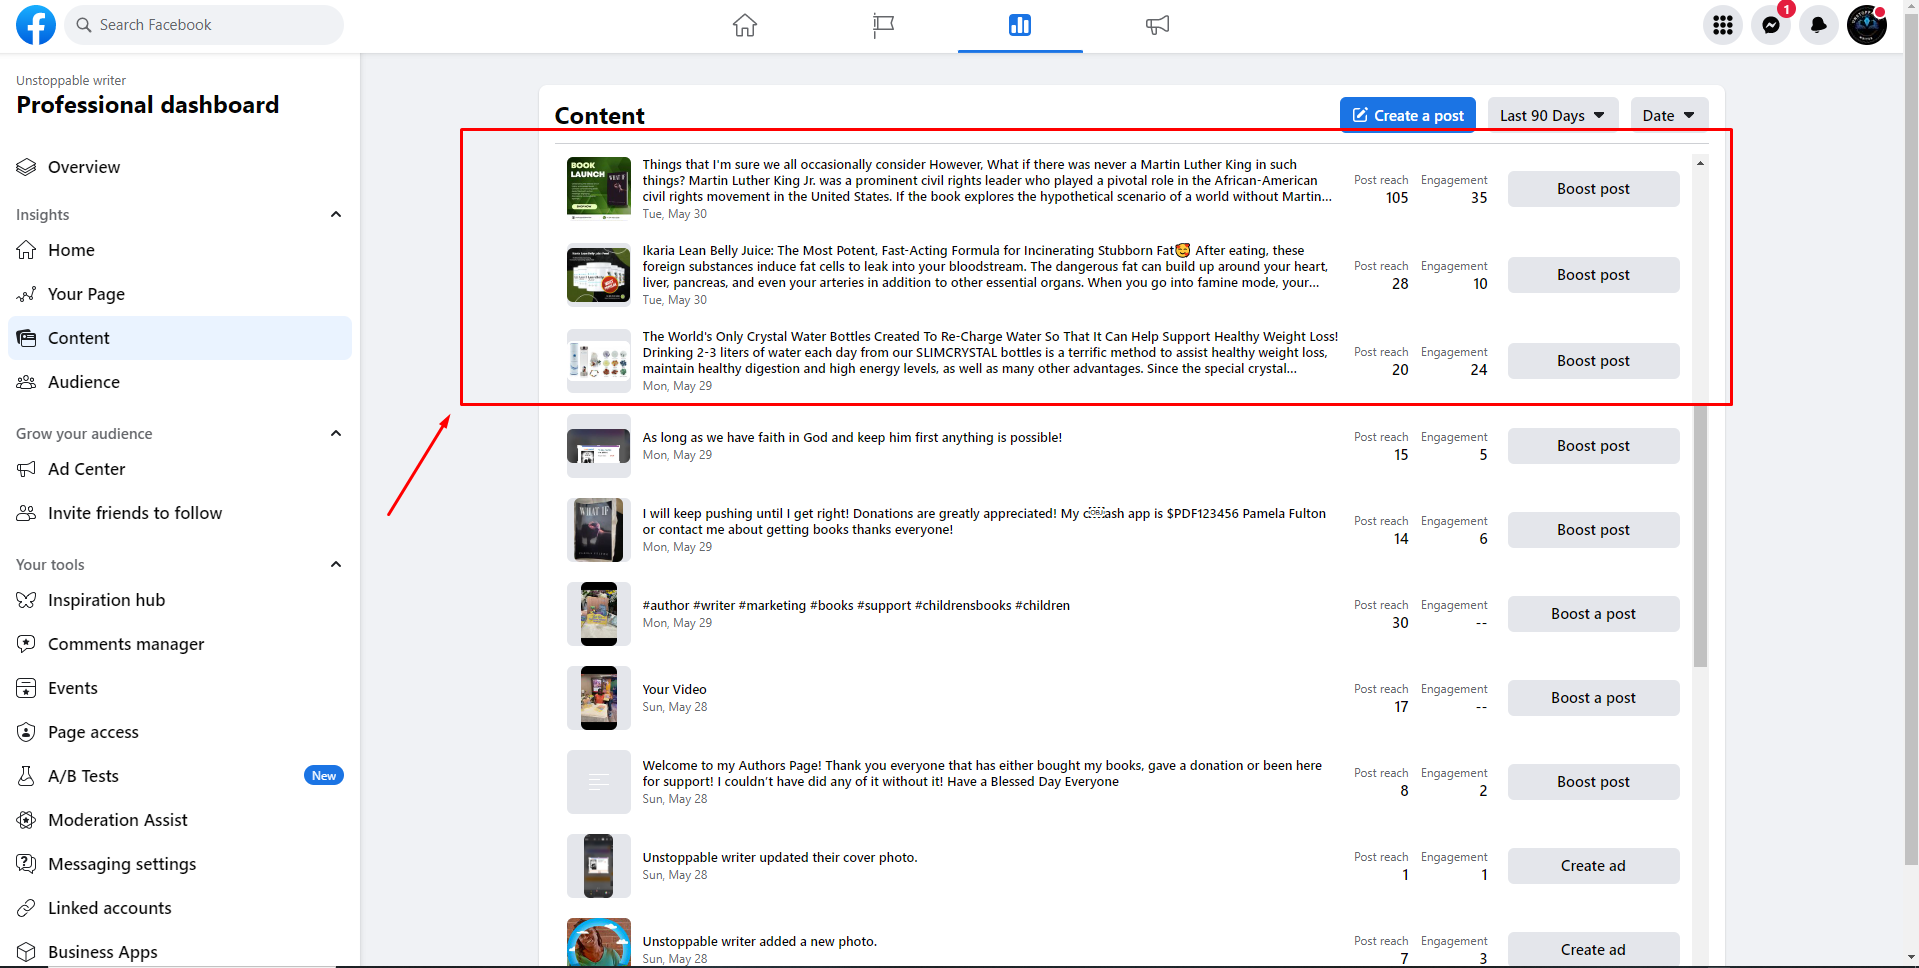 Search Facebook
1
Unstoppable writer
Professional dashboard
Overview
Insights
Home
Your Page
Content
Audience
Grow your audience
Ad Center
Invite friends to follow
Your tools
Inspiration hub
Comments manager
Events
Page access
A/B Tests
New
Moderation Assist
Messaging settings
Linked accounts
Business Apps
Content
Create a post
Last 90 Days
Date
BOOK
LAUNCH
WHAT IF
Things that I'm sure we all occasionally consider However, What if there was never a Martin Luther King in such
things? Martin Luther King Jr. was a prominent civil rights leader who played a pivotal role in the African-American
civil rights movement in the United States. If the book explores the hypothetical scenario of a world without Martin...
Tue, May 30
Post reach Engagement
105 35
Boost post
Ikaria Lean Belly Juice: The Most Potent, Fast-Acting Formula for Incinerating Stubborn Fat🥰 After eating, these
foreign substances induce fat cells to leak into your bloodstream. The dangerous fat can build up around your heart,
liver, pancreas, and even your arteries in addition to other essential organs. When you go into famine mode, your...
Tue, May 30
Post reach Engagement
28 10
Boost post
The World's Only Crystal Water Bottles Created To Re-Charge Water So That It Can Help Support Healthy Weight Loss!
Drinking 2-3 liters of water each day from our SLIMCRYSTAL bottles is a terrific method to assist healthy weight loss,
maintain healthy digestion and high energy levels, as well as many other advantages. Since the special crystal...
Mon, May 29
Post reach Engagement
20 24
Boost post
As long as we have faith in God and keep him first anything is possible!
Mon, May 29
Post reach Engagement
15 5
Boost post
WHAT IF
I will keep pushing until I get right! Donations are greatly appreciated! My c￼ash app is $PDF123456 Pamela Fulton
or contact me about getting books thanks everyone!
Mon, May 29
Post reach Engagement
14 6
Boost post
#author #writer #marketing #books #support #childrensbooks #children
Mon, May 29
Post reach Engagement
30 --
Boost a post
Your Video
Sun, May 28
Post reach Engagement
17 --
Boost a post
Welcome to my Authors Page! Thank you everyone that has either bought my books, gave a donation or been here
for support! I couldn't have did any of it without it! Have a Blessed Day Everyone
Sun, May 28
Post reach Engagement
8 2
Boost post
Unstoppable writer updated their cover photo.
Sun, May 28
Post reach Engagement
1 1
Create ad
Unstoppable writer added a new photo.
Sun, May 28
Post reach Engagement
7 3
Create ad